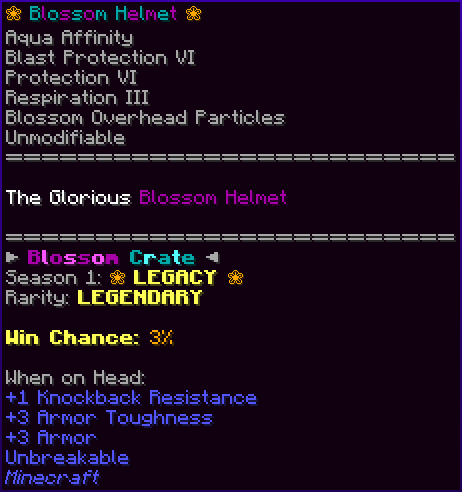 ❀ Blossom Helmet ❀
Aqua Affinity
Blast Protection VI
Protection VI
Respiration III
Blossom Overhead Particles
Unmodifiable
=========================
The Glorious Blossom Helmet
=========================
► Blossom Crate ◄
Season 1: ❀ LEGACY ❀
Rarity: LEGENDARY
Win Chance: 3%
When on Head:
+1 Knockback Resistance
+3 Armor Toughness
+3 Armor
Unbreakable
Minecraft